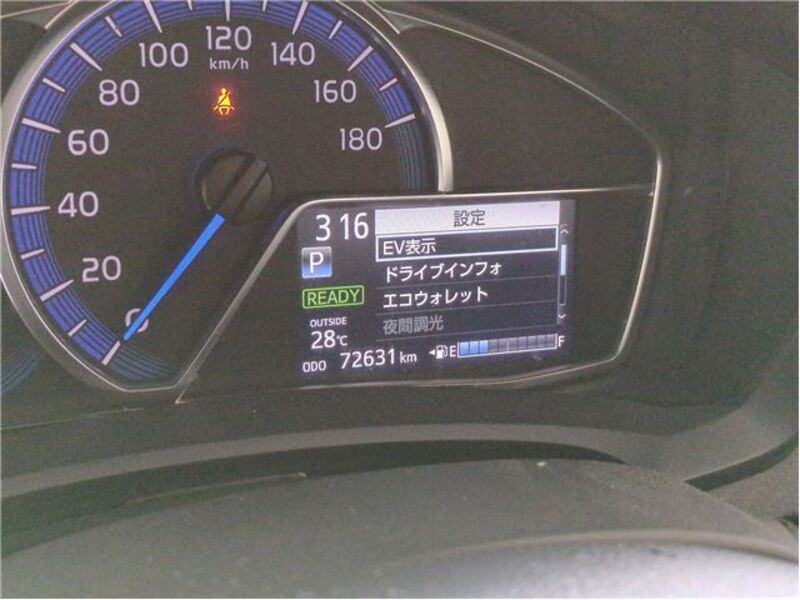 100
120
140
km/h
80
160
60
180
40
20
0
3 16
設定
P
EV表示
ドライブインフォ
READY
エコウォレット
OUTSIDE
28℃
夜間調光
ODO 72631 km
E F